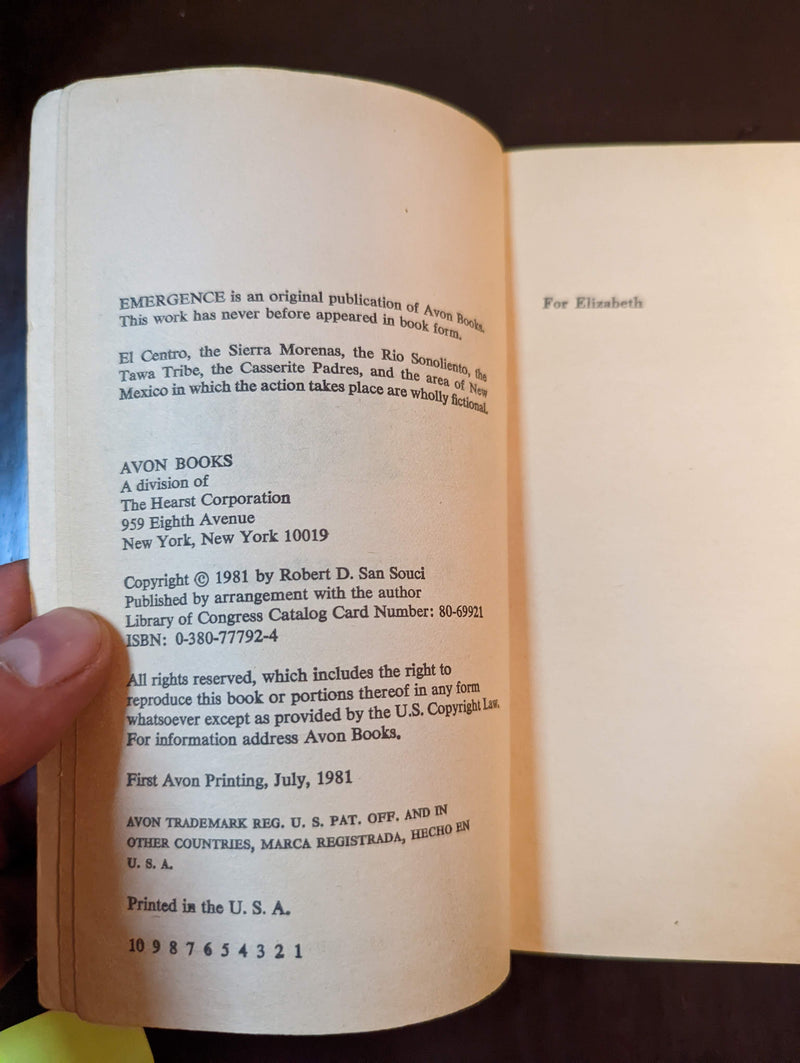 EMERGENCE is an original publication of Avon Books.
This work has never before appeared in book form.
El Centro, the Sierra Morenas, the Rio Sonoliento, the
Tawa Tribe, the Casserite Padres, and the area of New
Mexico in which the action takes place are wholly fictional.
AVON BOOKS
A division of
The Hearst Corporation
959 Eighth Avenue
New York, New York 10019
Copyright © 1981 by Robert D. San Souci
Published by arrangement with the author
Library of Congress Catalog Card Number: 80-69921
ISBN: 0-380-77792-4
All rights reserved, which includes the right to
reproduce this book or portions thereof in any form
whatsoever except as provided by the U.S. Copyright Law.
For information address Avon Books.
First Avon Printing, July, 1981
AVON TRADEMARK REG. U. S. PAT. OFF. AND IN
OTHER COUNTRIES, MARCA REGISTRADA, HECHO EN
U. S. A.
Printed in the U. S. A.
10 9 8 7 6 5 4 3 2 1
For Elizabeth